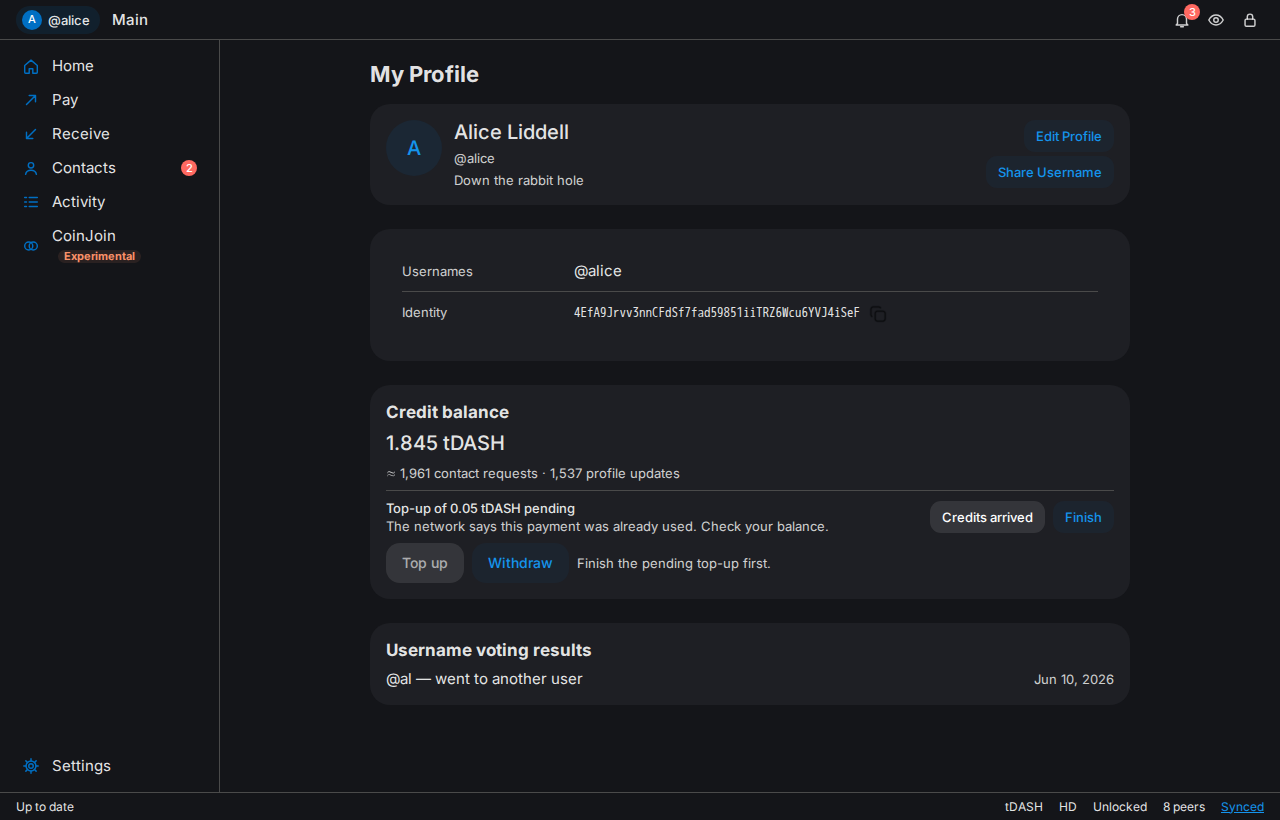 A @alice Main 3
Home
Pay
Receive
Contacts 2
Activity
CoinJoin
Experimental
Settings
My Profile
A
Alice Liddell
@alice
Down the rabbit hole
Edit Profile
Share Username
Usernames @alice
Identity 4EfA9Jrvv3nnCFdSf7fad59851iiTRZ6Wcu6YVJ4iSeF
Credit balance
1.845 tDASH
≈ 1,961 contact requests · 1,537 profile updates
Top-up of 0.05 tDASH pending
The network says this payment was already used. Check your balance.
Credits arrived Finish
Top up Withdraw Finish the pending top-up first.
Username voting results
@al — went to another user Jun 10, 2026
Up to date tDASH HD Unlocked 8 peers Synced